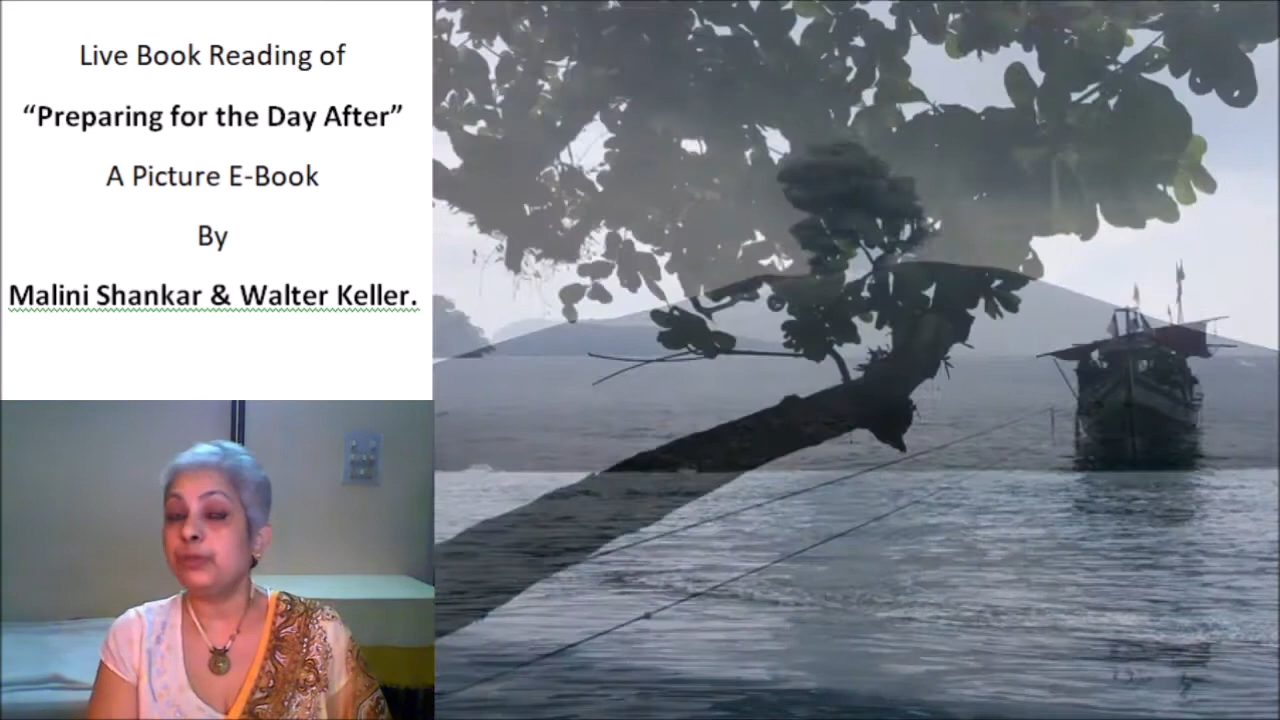 Live Book Reading of
“Preparing for the Day After”
A Picture E-Book
By
Malini Shankar & Walter Keller.